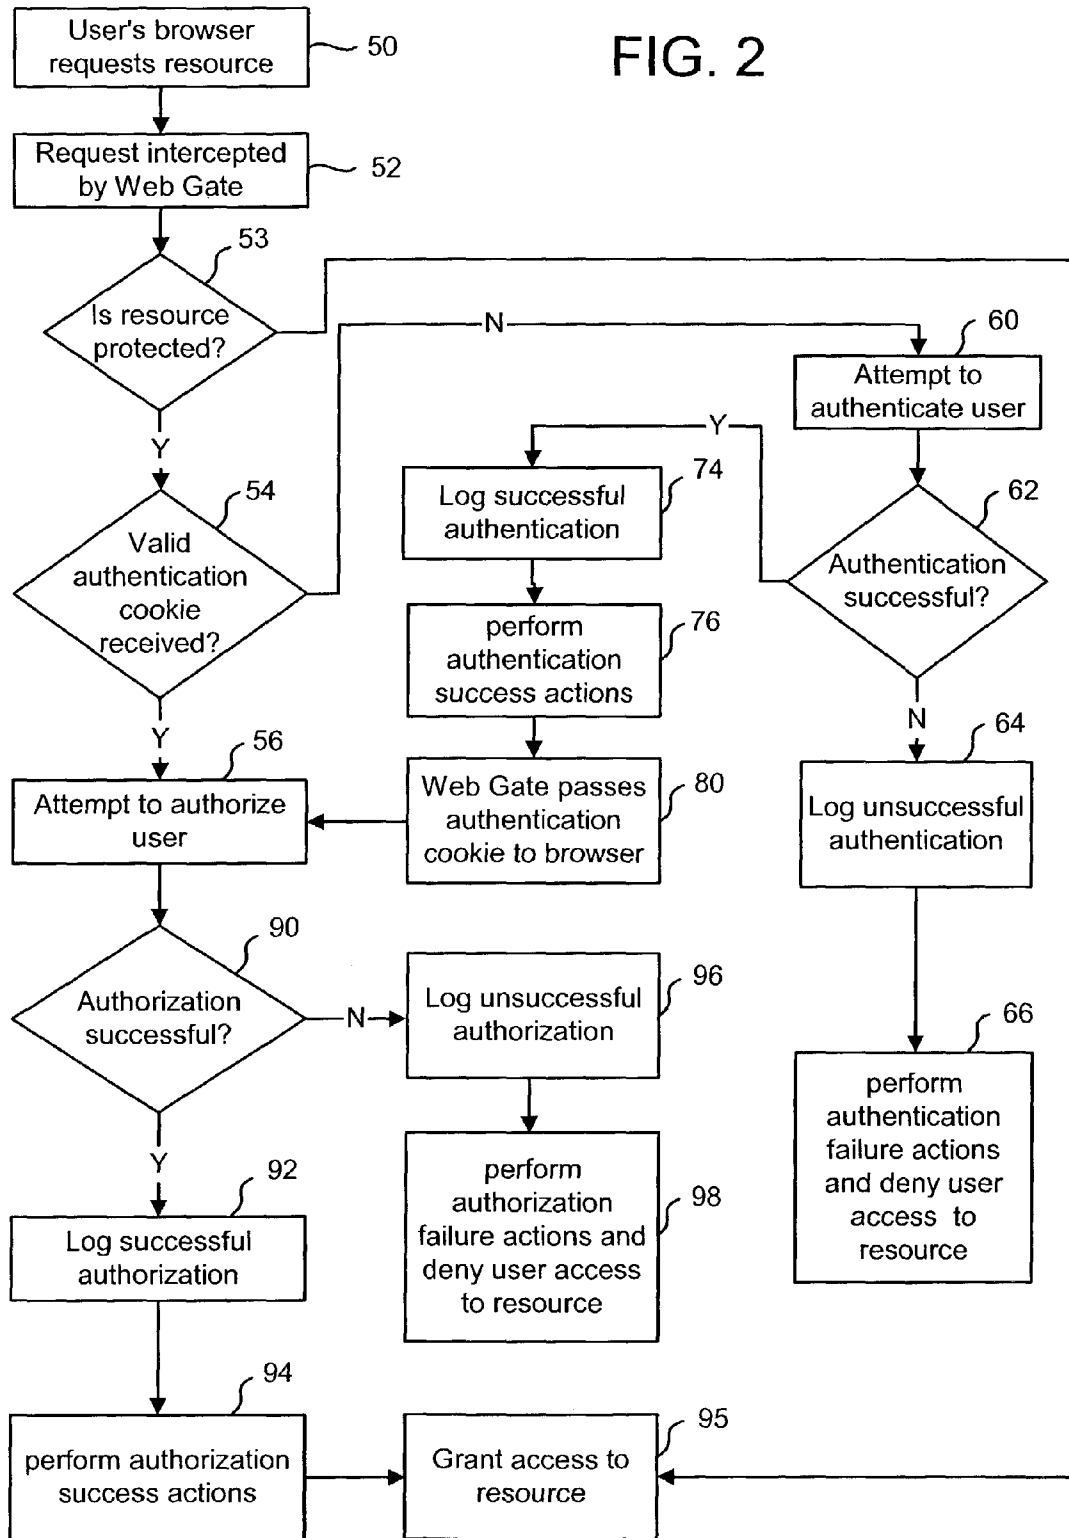 FIG. 2
User's browser
requests resource
50
Request intercepted
by Web Gate
52
53
Is resource
protected?
Y
N
54
Valid
authentication
cookie
received?
Y
60
Attempt to
authenticate user
62
Authentication
successful?
Y
N
74
Log successful
authentication
76
perform
authentication
success actions
80
Web Gate passes
authentication
cookie to browser
64
Log unsuccessful
authentication
66
perform
authentication
failure actions
and deny user
access to
resource
56
Attempt to authorize
user
90
Authorization
successful?
N
Y
96
Log unsuccessful
authorization
98
perform
authorization
failure actions and
deny user access
to resource
92
Log successful
authorization
94
perform authorization
success actions
95
Grant access to
resource